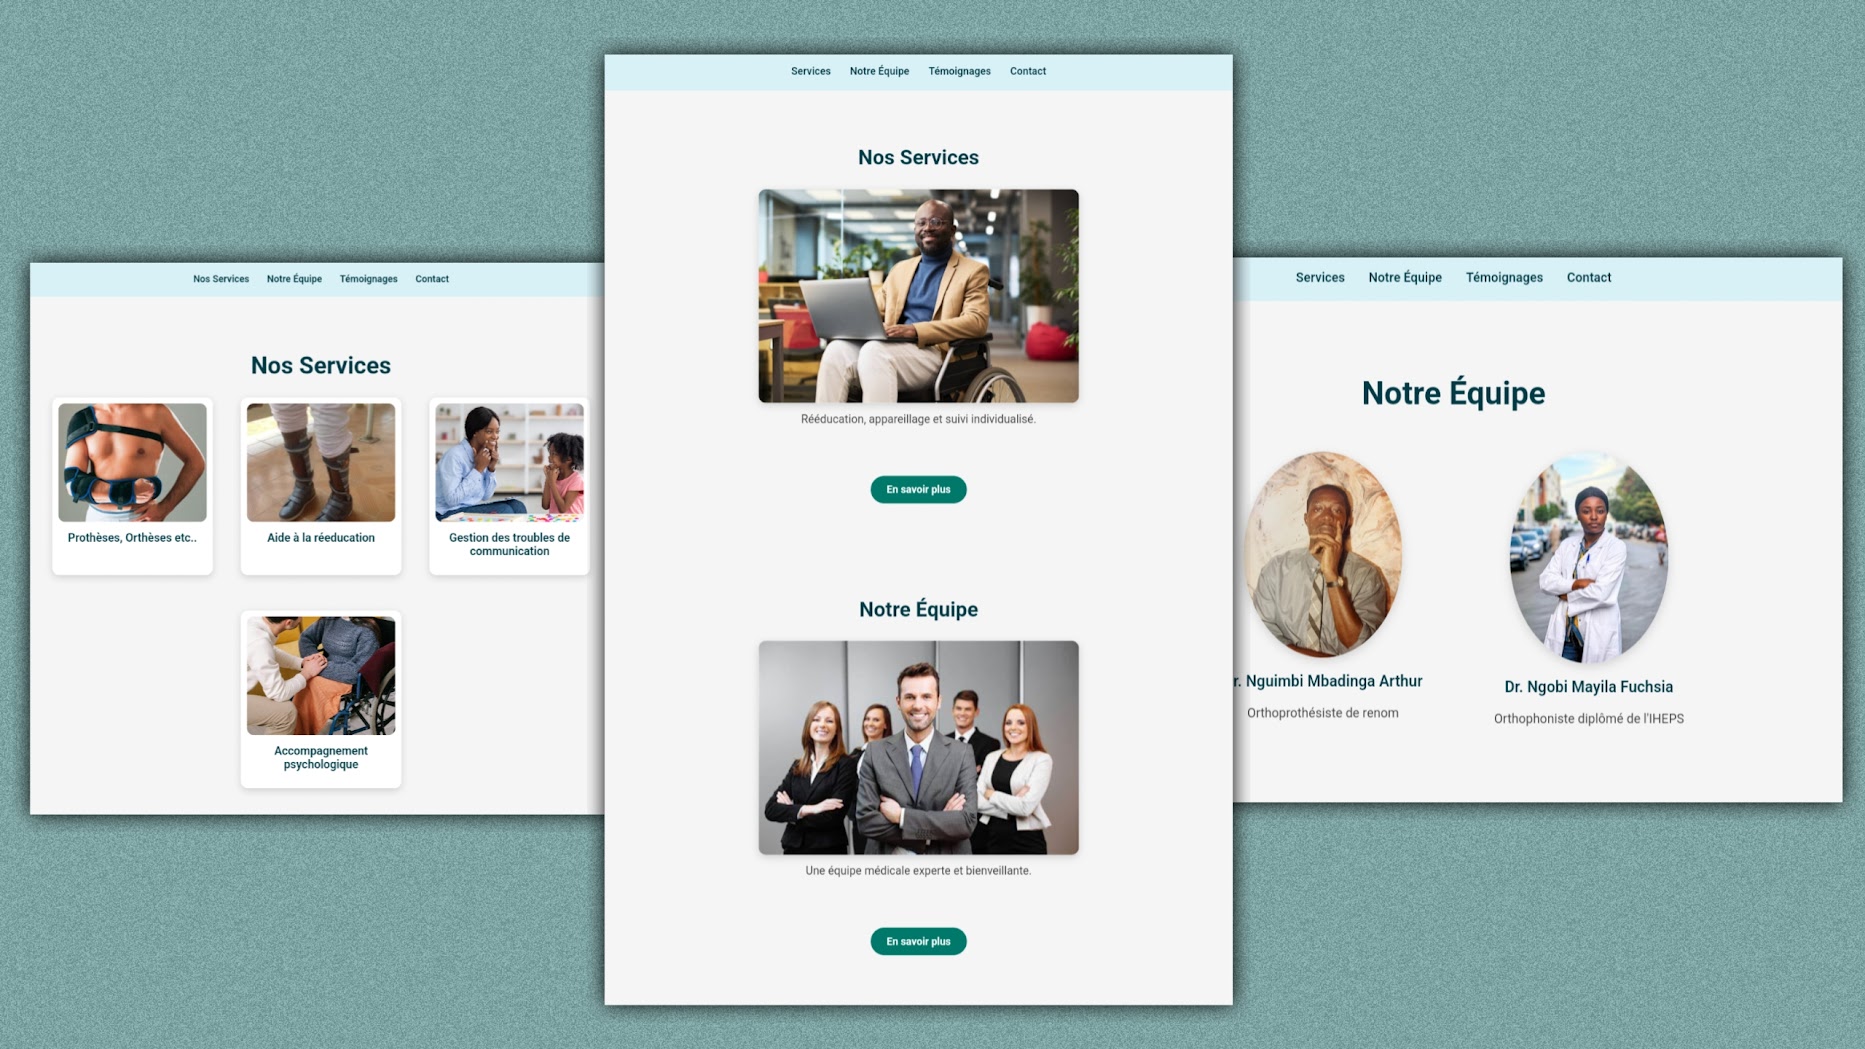 Nos Services Notre Équipe Témoignages Contact
Nos Services
Prothèses, Orthèses etc..
Aide à la réeducation
Gestion des troubles de
communication
Accompagnement
psychologique
Services Notre Équipe Témoignages Contact
Nos Services
Rééducation, appareillage et suivi individualisé.
En savoir plus
Notre Équipe
Une équipe médicale experte et bienveillante.
En savoir plus
Services Notre Équipe Témoignages Contact
Notre Équipe
r. Nguimbi Mbadinga Arthur
Orthoprothésiste de renom
Dr. Ngobi Mayila Fuchsia
Orthophoniste diplômé de l'IHEPS